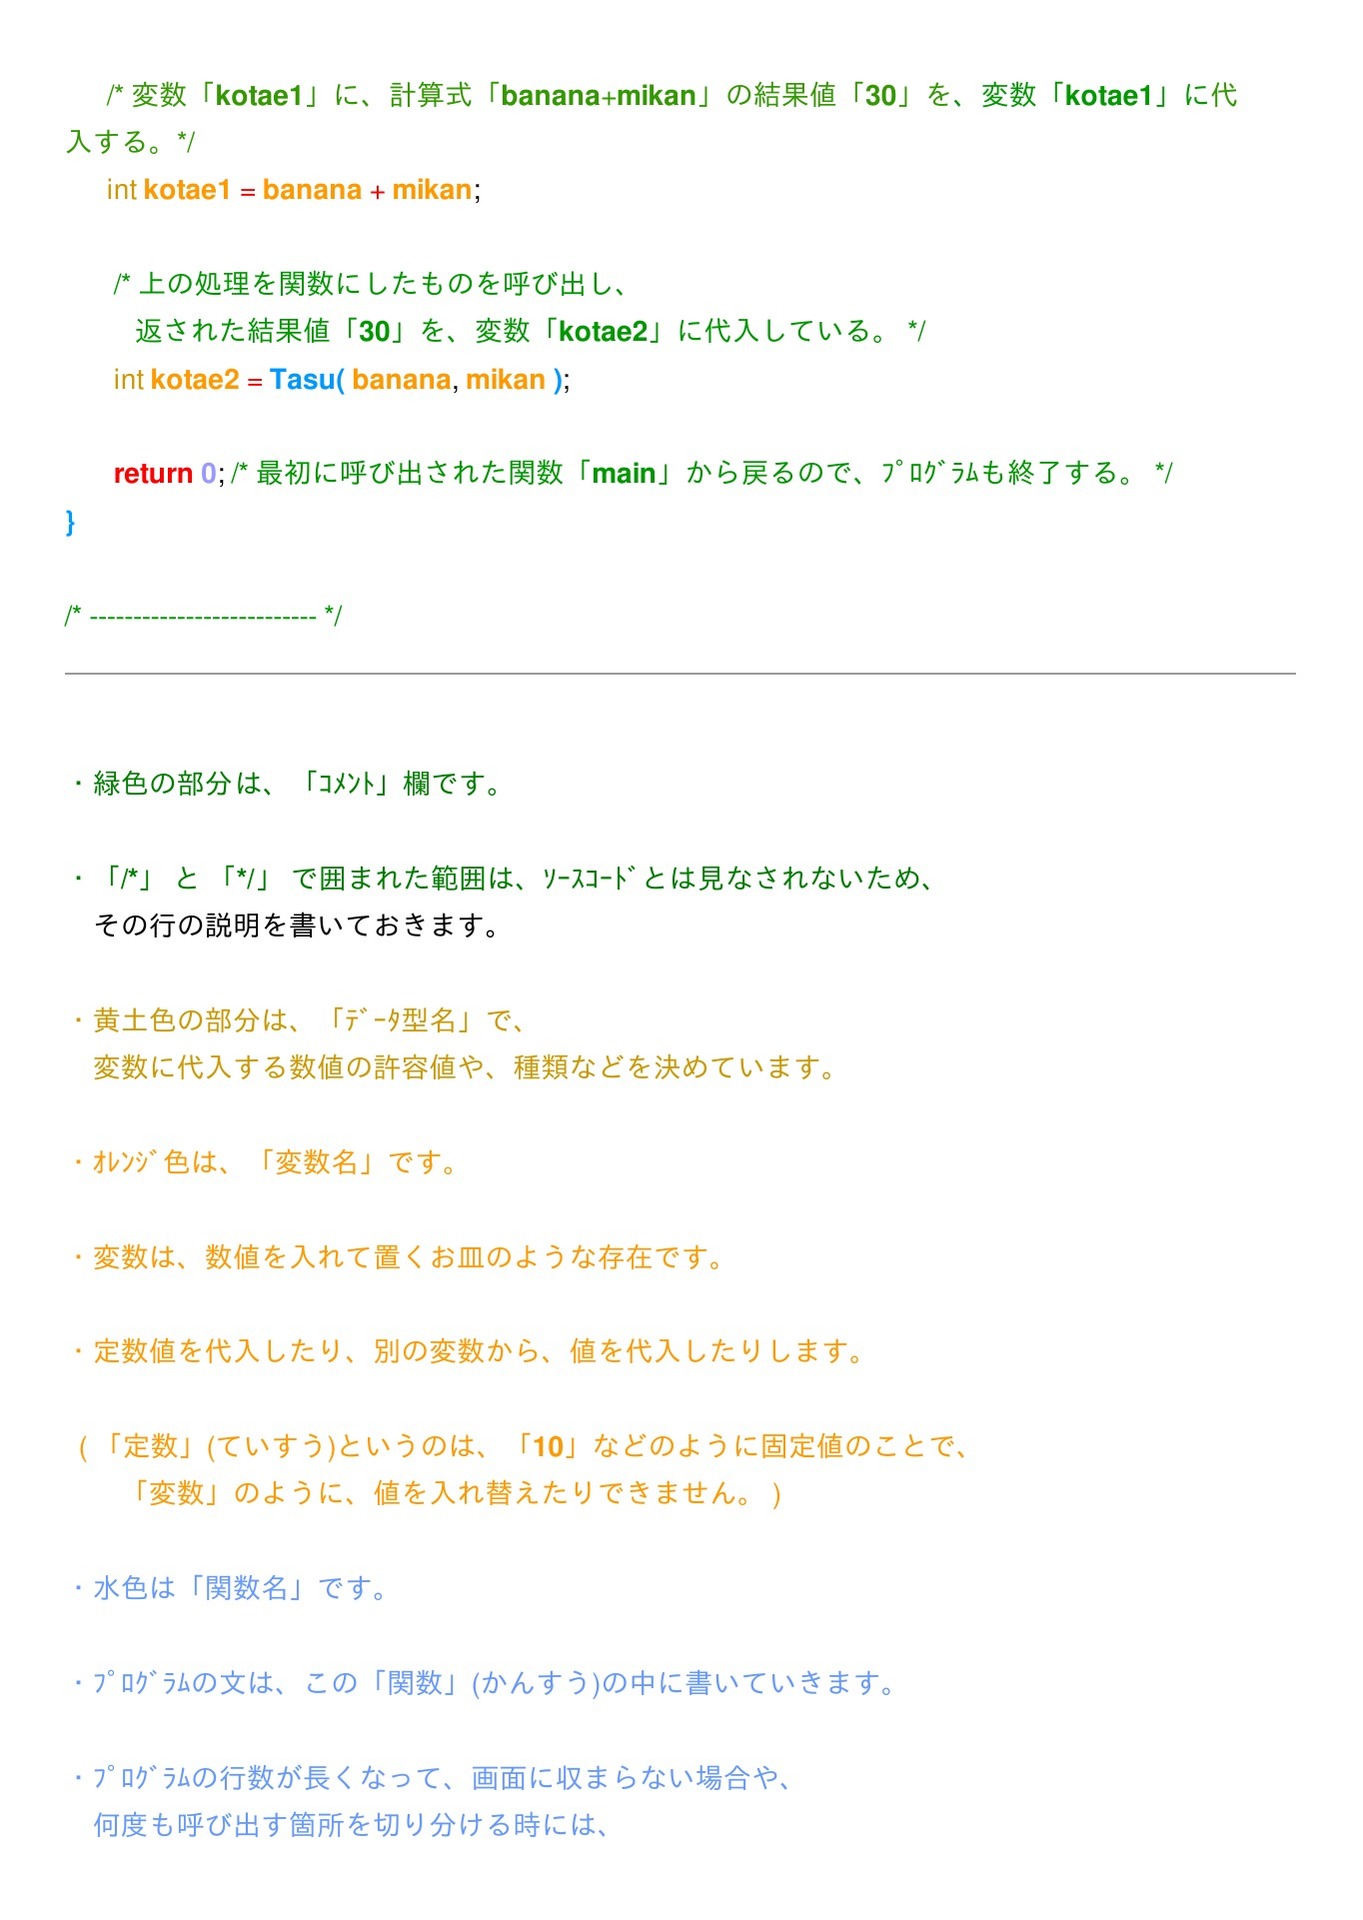 /* 変数「kotae1」に、計算式「banana+mikan」の結果値「30」を、変数「kotae1」に代
入する。*/
int kotae1 = banana + mikan;
/* 上の処理を関数にしたものを呼び出し、
返された結果値「30」を、変数「kotae2」に代入している。 */
int kotae2 = Tasu( banana, mikan );
return 0; /* 最初に呼び出された関数「main」から戻るので、ﾌﾟﾛｸﾞﾗﾑも終了する。 */
}
/* -------------------------- */
・緑色の部分は、「ｺﾒﾝﾄ」欄です。
・「/*」 と 「*/」 で囲まれた範囲は、ｿｰｽｺｰﾄﾞとは見なされないため、
その行の説明を書いておきます。
・黄土色の部分は、「ﾃﾞｰﾀ型名」で、
変数に代入する数値の許容値や、種類などを決めています。
・ｵﾚﾝｼﾞ色は、「変数名」です。
・変数は、数値を入れて置くお皿のような存在です。
・定数値を代入したり、別の変数から、値を代入したりします。
( 「定数」(ていすう)というのは、「10」などのように固定値のことで、
「変数」のように、値を入れ替えたりできません。 )
・水色は「関数名」です。
・ﾌﾟﾛｸﾞﾗﾑの文は、この「関数」(かんすう)の中に書いていきます。
・ﾌﾟﾛｸﾞﾗﾑの行数が長くなって、画面に収まらない場合や、
何度も呼び出す箇所を切り分ける時には、